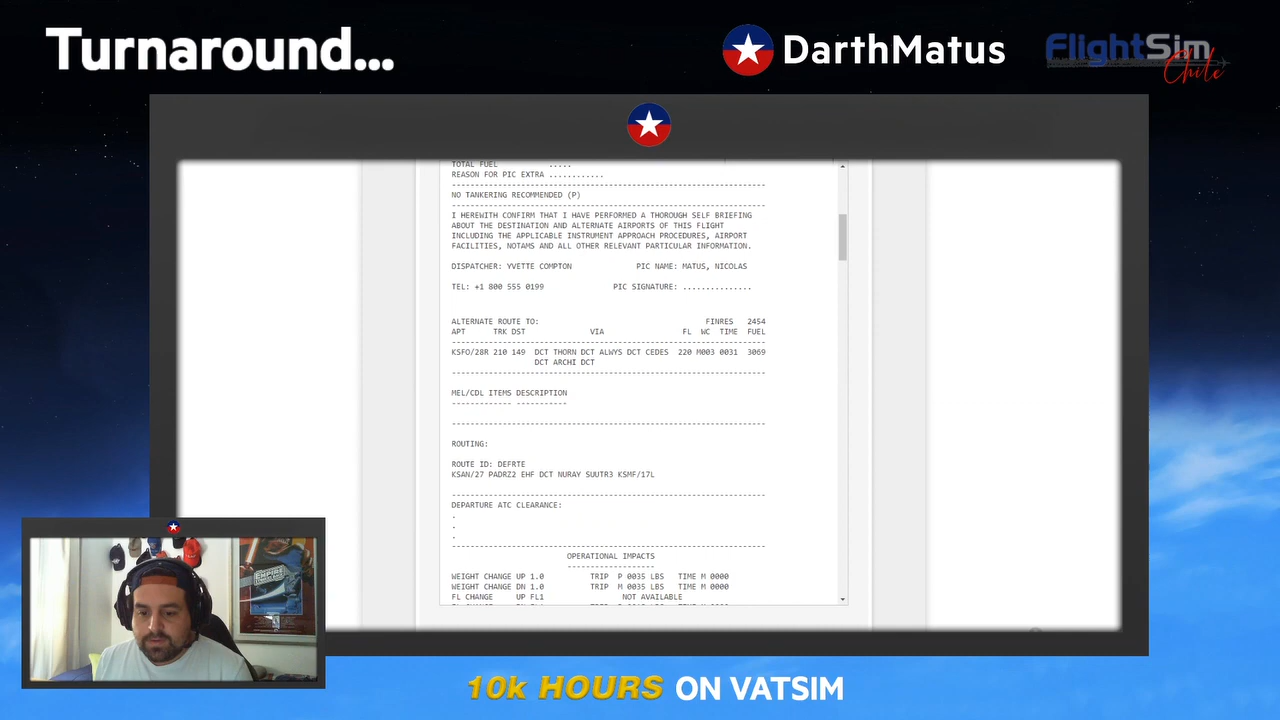 Turnaround...
DarthMatus
FlightSim
Chile
TOTAL FUEL .....
REASON FOR PIC EXTRA ............
--------------------------------------------------------------------
NO TANKERING RECOMMENDED (P)
--------------------------------------------------------------------
I HEREWITH CONFIRM THAT I HAVE PERFORMED A THOROUGH SELF BRIEFING
ABOUT THE DESTINATION AND ALTERNATE AIRPORTS OF THIS FLIGHT
INCLUDING THE APPLICABLE INSTRUMENT APPROACH PROCEDURES, AIRPORT
FACILITIES, NOTAMS AND ALL OTHER RELEVANT PARTICULAR INFORMATION.
DISPATCHER: YVETTE COMPTON PIC NAME: MATUS, NICOLAS
TEL: +1 800 555 0199 PIC SIGNATURE: ...............
ALTERNATE ROUTE TO: FINRES 2454
APT TRK DST VIA FL WC TIME FUEL
--------------------------------------------------------------------
KSFO/28R 210 149 DCT THORN DCT ALWYS DCT CEDES 220 M003 0031 3069
DCT ARCHI DCT
--------------------------------------------------------------------
MEL/CDL ITEMS DESCRIPTION
------------- -----------
--------------------------------------------------------------------
ROUTING:
ROUTE ID: DEFRTE
KSAN/27 PADRZ2 EHF DCT NURAY SUUTR3 KSMF/17L
--------------------------------------------------------------------
DEPARTURE ATC CLEARANCE:
.
.
.
--------------------------------------------------------------------
OPERATIONAL IMPACTS
-------------------
WEIGHT CHANGE UP 1.0 TRIP P 0035 LBS TIME M 0000
WEIGHT CHANGE DN 1.0 TRIP M 0035 LBS TIME M 0000
FL CHANGE UP FL1 NOT AVAILABLE
EMPIRE
10k HOURS ON VATSIM